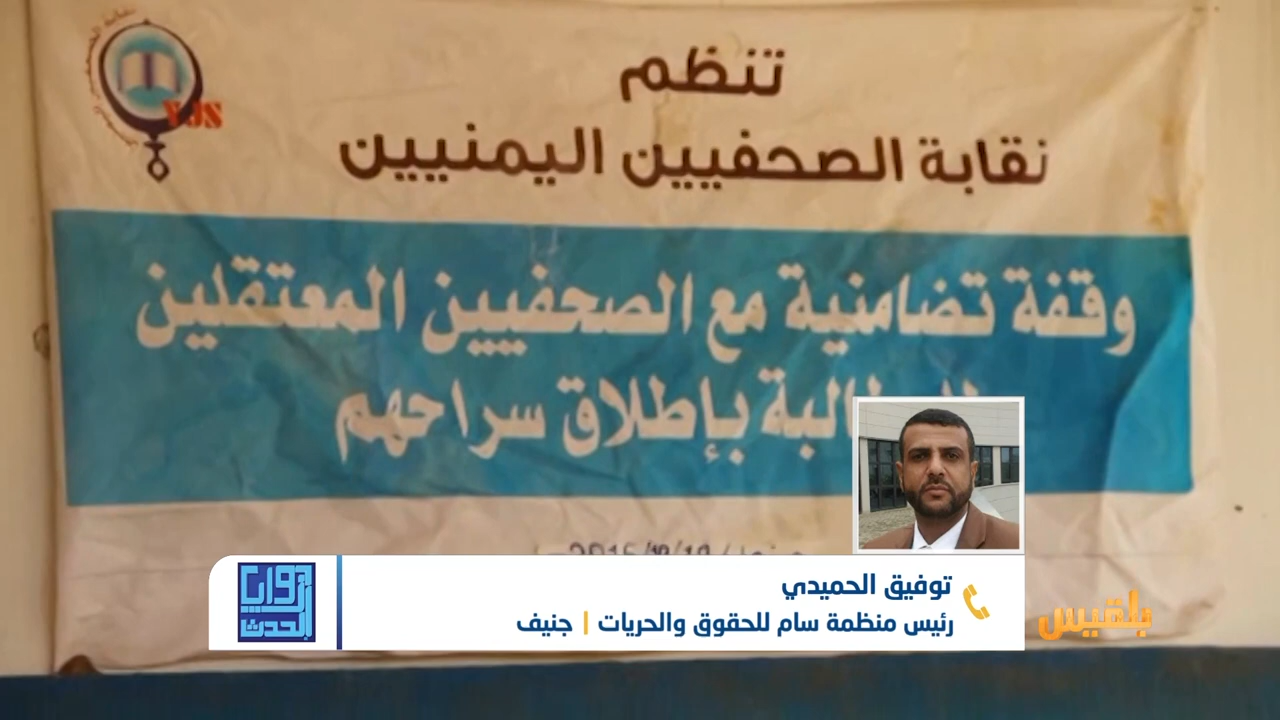 تنظم
نقابة الصحفيين اليمنيين
YJS
وقفة تضامنية مع الصحفيين المعتقلين
بإطلاق سراحهم
توفيق الحميدي
رئيس منظمة سام للحقوق والحريات | جنيف
زوايا الحدث
بلقيس